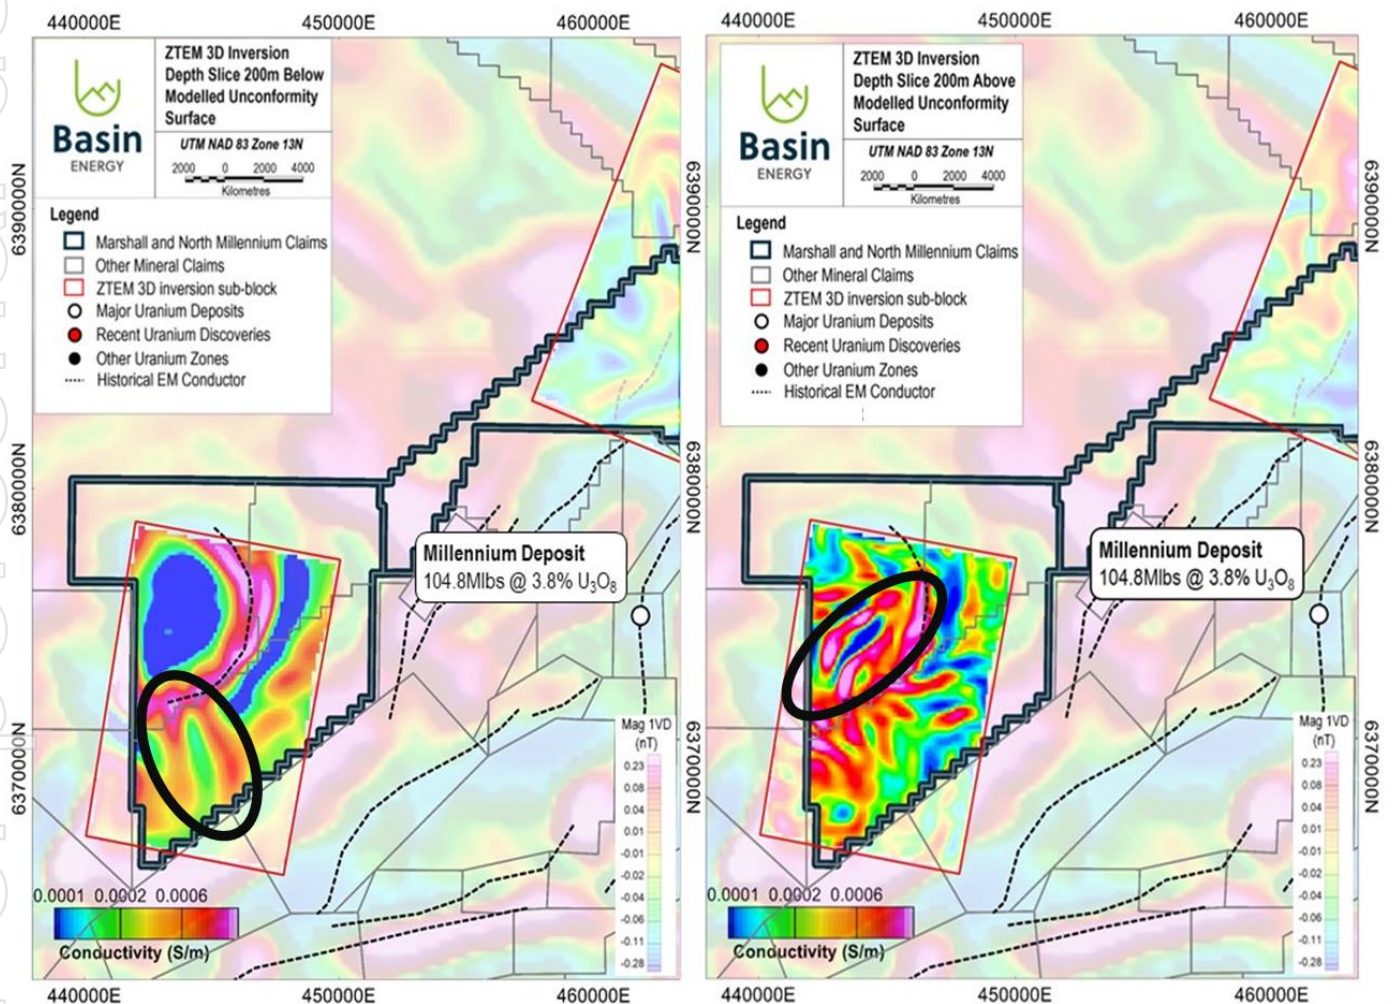 440000E 450000E 460000E
Basin
ENERGY
ZTEM 3D Inversion
Depth Slice 200m Below
Modelled Unconformity
Surface
UTM NAD 83 Zone 13N
2000 0 2000 4000
Kilometres
Legend
Marshall and North Millennium Claims
Other Mineral Claims
ZTEM 3D inversion sub-block
Major Uranium Deposits
Recent Uranium Discoveries
Other Uranium Zones
Historical EM Conductor
6390000N
6380000N
6370000N
6390000N
6380000N
6370000N
Millennium Deposit
104.8Mlbs @ 3.8% U₃O₈
Mag 1VD
(nT)
0.23
0.08
0.04
0.01
-0.01
-0.02
-0.04
-0.06
-0.11
-0.28
0.0001 0.0002 0.0006
Conductivity (S/m)
440000E 450000E 460000E
440000E 450000E 460000E
Basin
ENERGY
ZTEM 3D Inversion
Depth Slice 200m Above
Modelled Unconformity
Surface
UTM NAD 83 Zone 13N
2000 0 2000 4000
Kilometres
Legend
Marshall and North Millennium Claims
Other Mineral Claims
ZTEM 3D inversion sub-block
Major Uranium Deposits
Recent Uranium Discoveries
Other Uranium Zones
Historical EM Conductor
6390000N
6380000N
6370000N
Millennium Deposit
104.8Mlbs @ 3.8% U₃O₈
Mag 1VD
(nT)
0.23
0.08
0.04
0.01
-0.01
-0.02
-0.04
-0.06
-0.11
-0.28
0.0001 0.0002 0.0006
Conductivity (S/m)
440000E 450000E 460000E